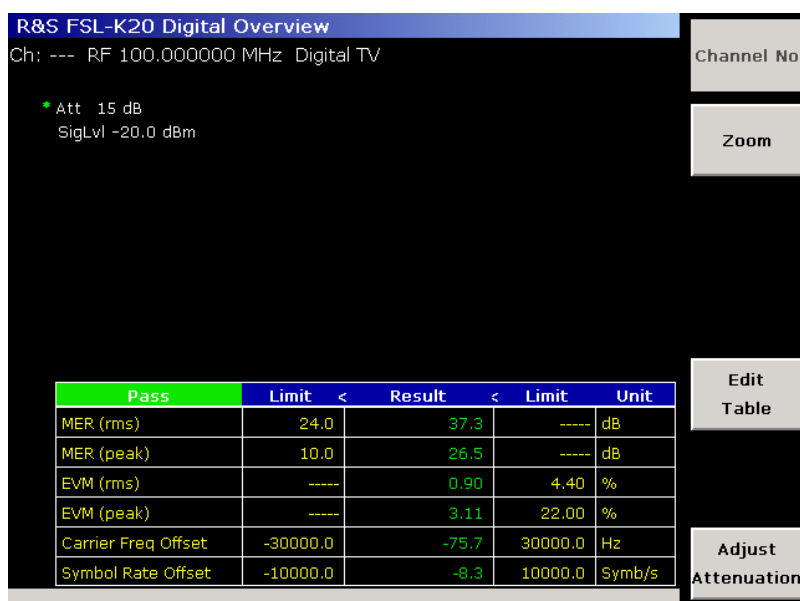 R&S FSL-K20 Digital Overview
Ch: --- RF 100.000000 MHz Digital TV
Channel No
* Att 15 dB
SigLvl -20.0 dBm
Zoom
Edit
Table
Pass Limit < Result < Limit Unit
MER (rms) 24.0 37.3 ----- dB
MER (peak) 10.0 26.5 ----- dB
EVM (rms) ----- 0.90 4.40 %
EVM (peak) ----- 3.11 22.00 %
Carrier Freq Offset -30000.0 -75.7 30000.0 Hz
Symbol Rate Offset -10000.0 -8.3 10000.0 Symb/s
Adjust
Attenuation